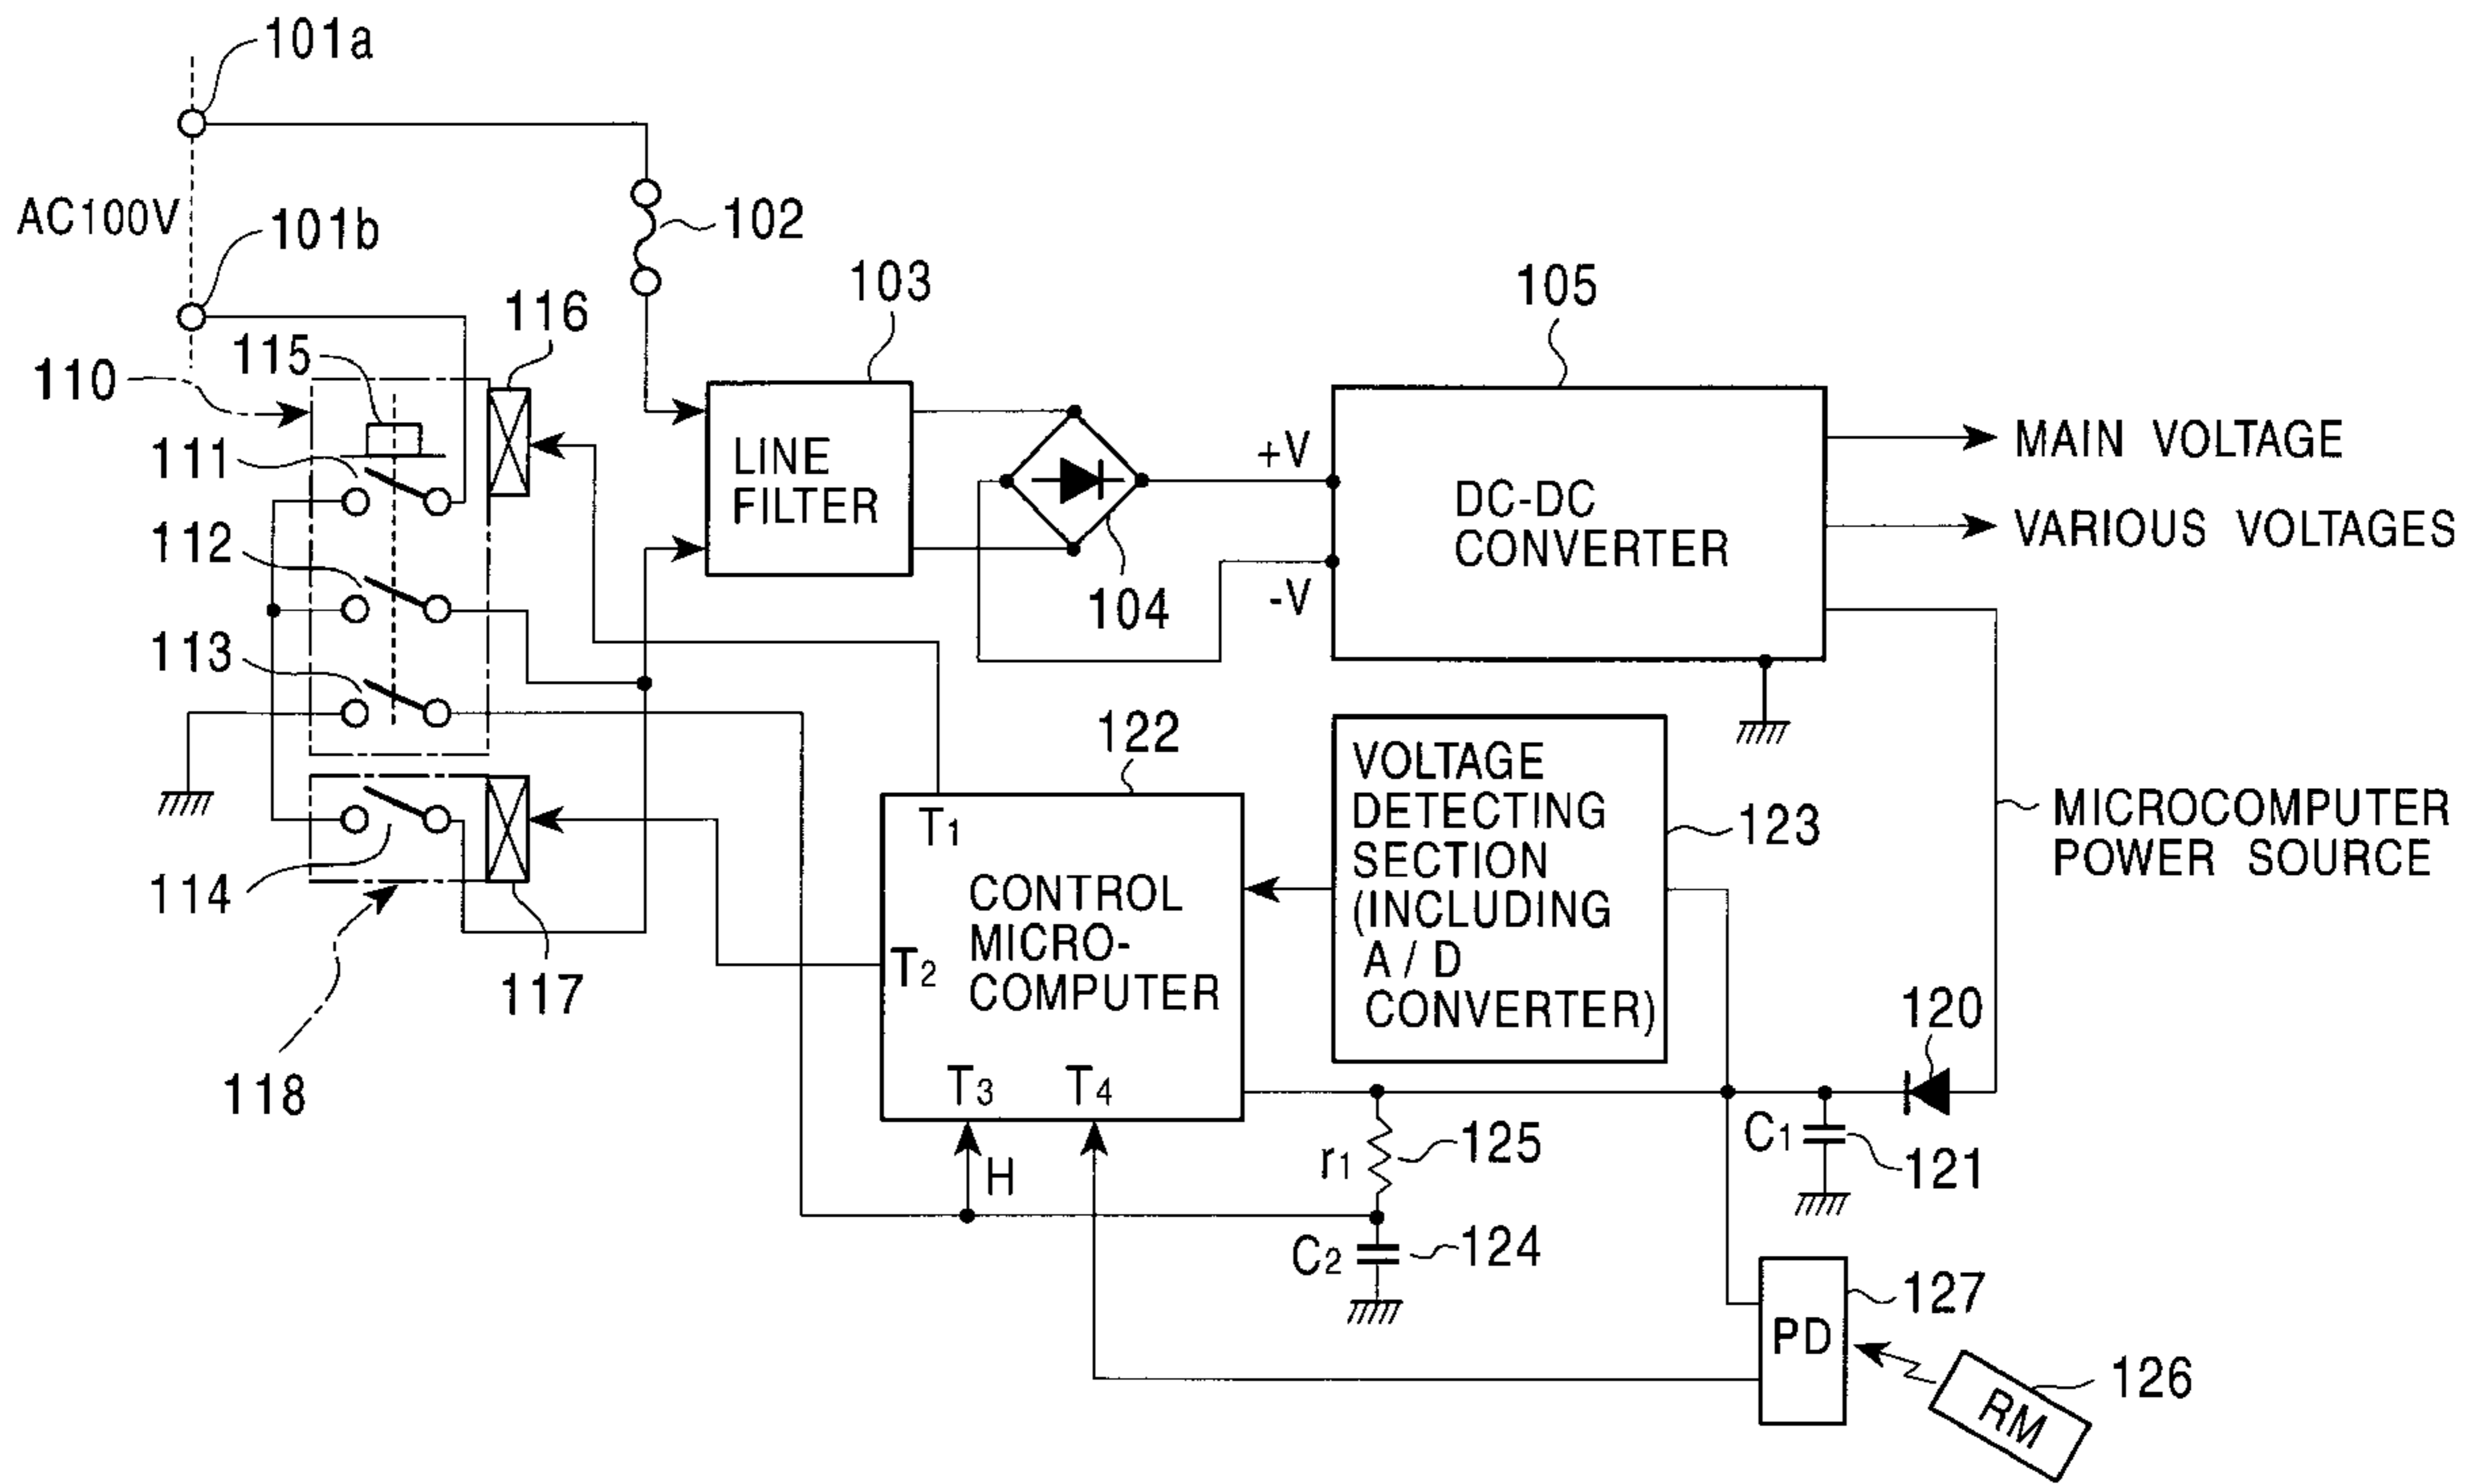 101a
AC100V
101b
102
103
105
116
115
110
111
LINE
FILTER
+V
-V
104
DC-DC
CONVERTER
MAIN VOLTAGE
VARIOUS VOLTAGES
112
113
114
118
117
122
T1
T2
CONTROL
MICRO-
COMPUTER
T3
T4
H
VOLTAGE
DETECTING
SECTION
(INCLUDING
A / D
CONVERTER)
123
MICROCOMPUTER
POWER SOURCE
120
C1
121
r1
125
C2
124
127
PD
RM
126